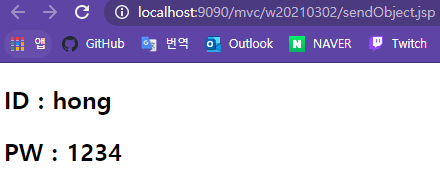 localhost:9090/mvc/w20210302/sendObject.jsp
앱 GitHub 번역 Outlook NAVER Twitch
ID : hong
PW : 1234